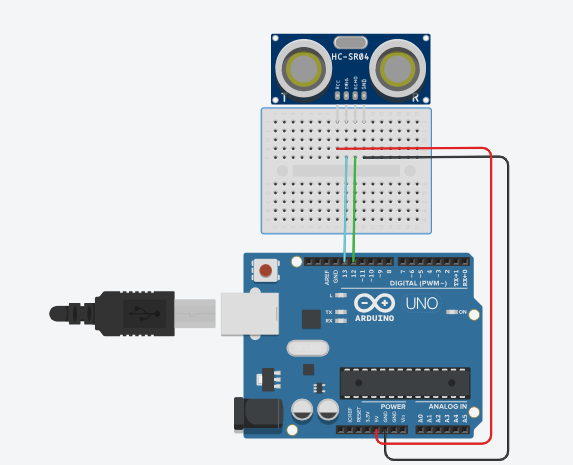 HC-SR04
VCC
TRIG
ECHO
GND
T
R
AREF
GND
13
12
~11
~10
~9
8
7
~6
~5
4
~3
2
TX→1
RX←0
DIGITAL (PWM~)
L
TX
RX
UNO
ARDUINO
ON
IOREF
RESET
3.3V
5V
GND
GND
Vin
POWER
ANALOG IN
A0
A1
A2
A3
A4
A5